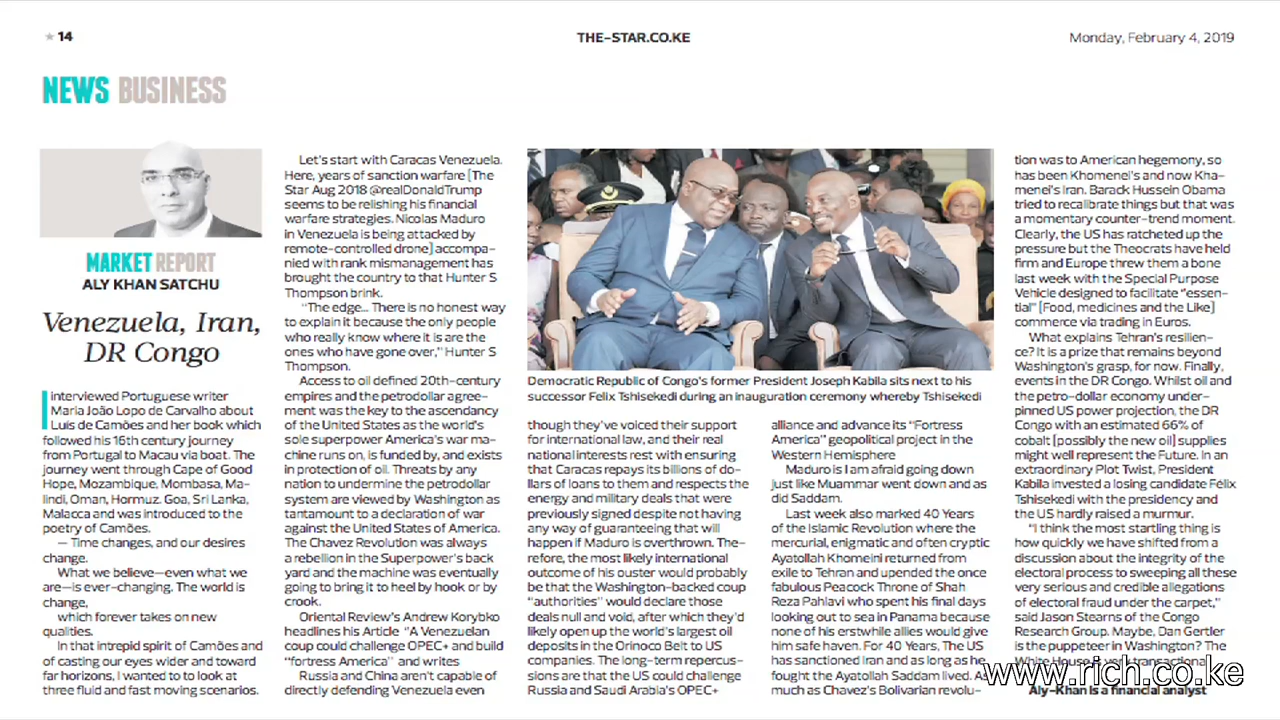 ★ 14
THE-STAR.CO.KE
Monday, February 4, 2019
NEWS BUSINESS
MARKET REPORT
ALY KHAN SATCHU
Venezuela, Iran,
DR Congo
I interviewed Portuguese writer
Maria João Lopo de Carvalho about
Luis de Camões and her book which
followed his 16th century journey
from Portugal to Macau via boat. The
journey went through Cape of Good
Hope, Mozambique, Mombasa, Ma-
lindi, Oman, Hormuz. Goa, Sri Lanka,
Malacca and was introduced to the
poetry of Camões.
— Time changes, and our desires
change.
What we believe—even what we
are—is ever-changing. The world is
change,
which forever takes on new
qualities.
In that intrepid spirit of Camões and
of casting our eyes wider and toward
far horizons, I wanted to to look at
three fluid and fast moving scenarios.
Let's start with Caracas Venezuela.
Here, years of sanction warfare [The
Star Aug 2018 @realDonaldTrump
seems to be relishing his financial
warfare strategies. Nicolas Maduro
in Venezuela is being attacked by
remote-controlled drone] accompa-
nied with rank mismanagement has
brought the country to that Hunter S
Thompson brink.
"The edge... There is no honest way
to explain it because the only people
who really know where it is are the
ones who have gone over," Hunter S
Thompson.
Access to oil defined 20th-century
empires and the petrodollar agree-
ment was the key to the ascendancy
of the United States as the world's
sole superpower America's war ma-
chine runs on, is funded by, and exists
in protection of oil. Threats by any
nation to undermine the petrodollar
system are viewed by Washington as
tantamount to a declaration of war
against the United States of America.
The Chavez Revolution was always
a rebellion in the Superpower's back
yard and the machine was eventually
going to bring it to heel by hook or by
crook.
Oriental Review's Andrew Korybko
headlines his Article "A Venezuelan
coup could challenge OPEC+ and build
"fortress America" and writes
Russia and China aren't capable of
directly defending Venezuela even
Democratic Republic of Congo's former President Joseph Kabila sits next to his
successor Felix Tshisekedi during an inauguration ceremony whereby Tshisekedi
though they've voiced their support
for international law, and their real
national interests rest with ensuring
that Caracas repays its billions of do-
llars of loans to them and respects the
energy and military deals that were
previously signed despite not having
any way of guaranteeing that will
happen if Maduro is overthrown. The-
refore, the most likely international
outcome of his ouster would probably
be that the Washington-backed coup
"authorities" would declare those
deals null and void, after which they'd
likely open up the world's largest oil
deposits in the Orinoco Belt to US
companies. The long-term repercus-
sions are that the US could challenge
Russia and Saudi Arabia's OPEC+
alliance and advance its "Fortress
America" geopolitical project in the
Western Hemisphere
Maduro is I am afraid going down
just like Muammar went down and as
did Saddam.
Last week also marked 40 Years
of the Islamic Revolution where the
mercurial, enigmatic and often cryptic
Ayatollah Khomeini returned from
exile to Tehran and upended the once
fabulous Peacock Throne of Shah
Reza Pahlavi who spent his final days
looking out to sea in Panama because
none of his erstwhile allies would give
him safe haven. For 40 Years, The US
has sanctioned Iran and as long as he
fought the Ayatollah Saddam lived. As
much as Chavez's Bolivarian revolu-
tion was to American hegemony, so
has been Khomenei's and now Kha-
menei's Iran. Barack Hussein Obama
tried to recalibrate things but that was
a momentary counter-trend moment.
Clearly, the US has ratcheted up the
pressure but the Theocrats have held
firm and Europe threw them a bone
last week with the Special Purpose
Vehicle designed to facilitate "essen-
tial" [Food, medicines and the Like]
commerce via trading in Euros.
What explains Tehran's resilien-
ce? It is a prize that remains beyond
Washington's grasp, for now. Finally,
events in the DR Congo. Whilst oil and
the petro-dollar economy under-
pinned US power projection, the DR
Congo with an estimated 66% of
cobalt [possibly the new oil] supplies
might well represent the Future. In an
extraordinary Plot Twist, President
Kabila invested a losing candidate Félix
Tshisekedi with the presidency and
the US hardly raised a murmur.
"I think the most startling thing is
how quickly we have shifted from a
discussion about the integrity of the
electoral process to sweeping all these
very serious and credible allegations
of electoral fraud under the carpet,"
said Jason Stearns of the Congo
Research Group. Maybe, Dan Gertler
is the puppeteer in Washington? The
White House is very transactional
www.rich.co.ke
Aly-Khan is a financial analyst